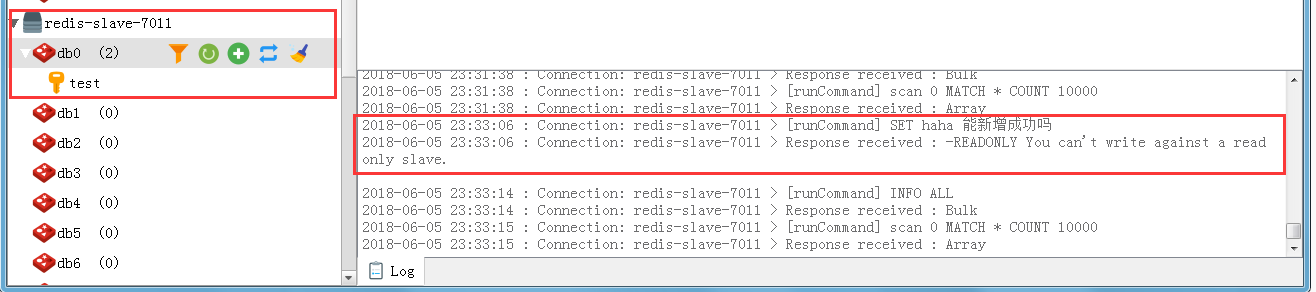 redis-slave-7011
db0 (2)
test
db1 (0)
db2 (0)
db3 (0)
db4 (0)
db5 (0)
db6 (0)
2018-06-05 23:31:38 : Connection: redis-slave-7011 > Response received : Bulk
2018-06-05 23:31:38 : Connection: redis-slave-7011 > [runCommand] scan 0 MATCH * COUNT 10000
2018-06-05 23:31:38 : Connection: redis-slave-7011 > Response received : Array
2018-06-05 23:33:06 : Connection: redis-slave-7011 > [runCommand] SET haha 能新增成功吗
2018-06-05 23:33:06 : Connection: redis-slave-7011 > Response received : -READONLY You can't write against a read
only slave.
2018-06-05 23:33:14 : Connection: redis-slave-7011 > [runCommand] INFO ALL
2018-06-05 23:33:14 : Connection: redis-slave-7011 > Response received : Bulk
2018-06-05 23:33:15 : Connection: redis-slave-7011 > [runCommand] scan 0 MATCH * COUNT 10000
2018-06-05 23:33:15 : Connection: redis-slave-7011 > Response received : Array
Log